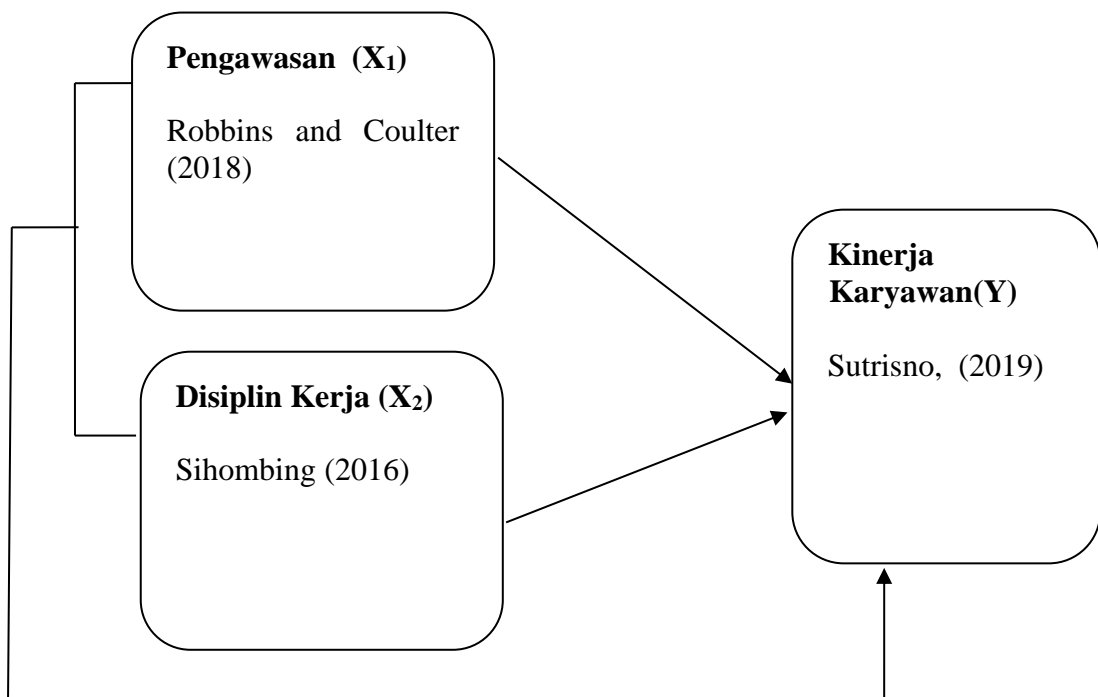 Pengawasan (X₁)
Robbins and Coulter
(2018)
Disiplin Kerja (X₂)
Sihombing (2016)
Kinerja
Karyawan(Y)
Sutrisno, (2019)